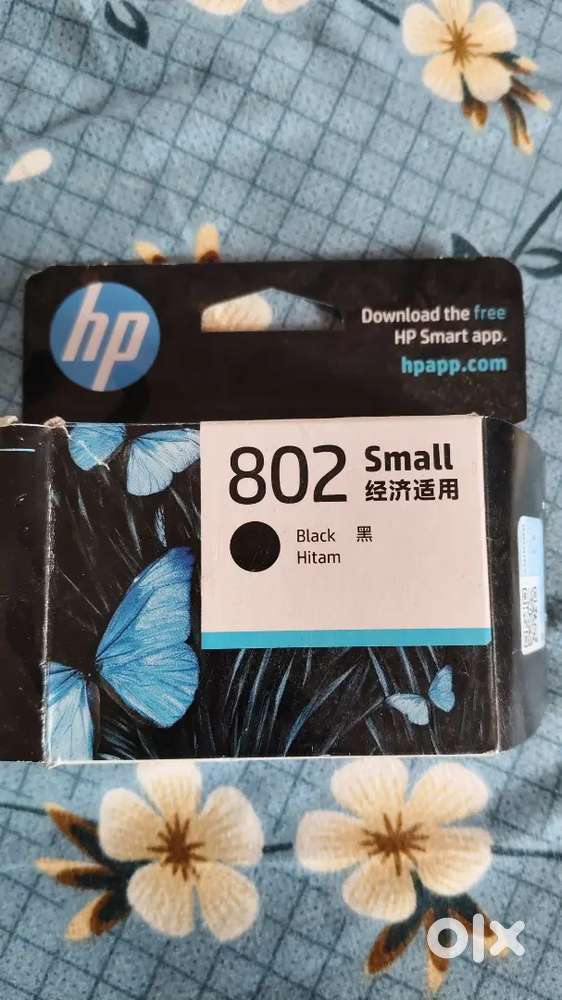 hp
Download the free
HP Smart app.
hpapp.com
802 Small
经济适用
Black 黑
Hitam
olx